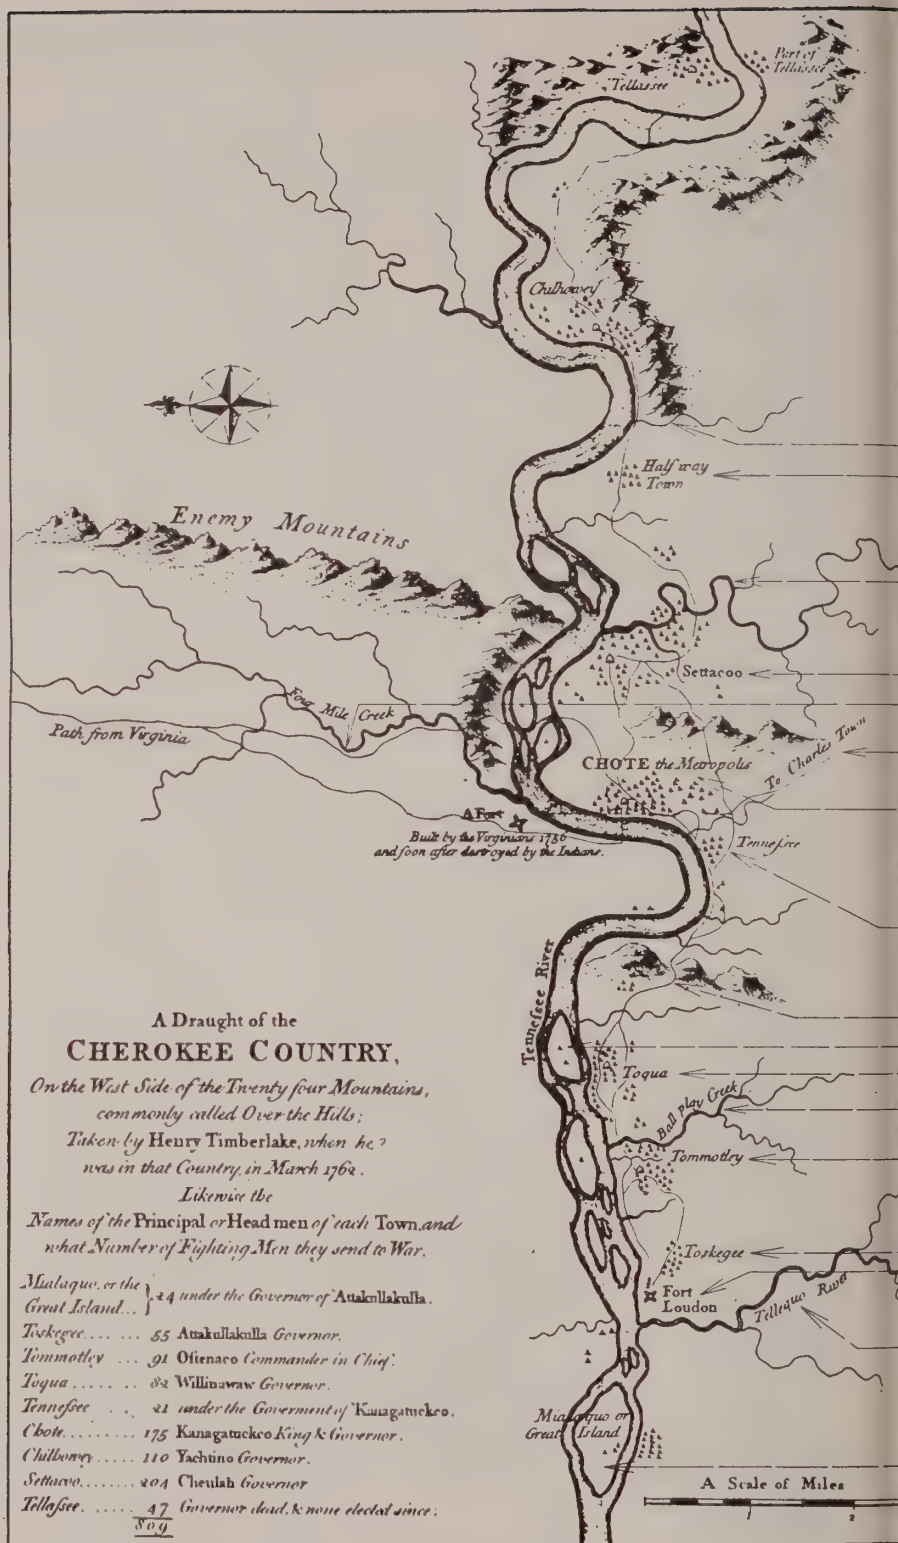 Part of
Tellassee
Tellassee
Chilhowey
Half way
Town
Enemy Mountains
Settacoo
Four Mile Creek
Path from Virginia
CHOTE the Metropolis
To Charles Town
A Fort
Built by the Virginians 1756
and soon after destroyed by the Indians.
Tennessee
Tennessee River
Toqua
Ball play Creek
Tommotley
Toskegee
Fort
Loudon
Tellequo River
Mialaquo or
Great Island
A Draught of the
CHEROKEE COUNTRY,
On the West Side of the Twenty four Mountains,
commonly called Over the Hills;
Taken by Henry Timberlake, when he
was in that Country, in March 1762.
Likewise the
Names of the Principal or Head men of each Town, and
what Number of Fighting Men they send to War.
Mialaquo, or the
Great Island... } 24 under the Governor of Attakullakulla.
Toskegee.... ... 55 Attakullakulla Governor.
Tommotley ... 91 Ostenaco Commander in Chief.
Toqua ..... .. 82 Willinawaw Governor.
Tennessee .. . 21 under the Goverment of Kanagatuckco.
Chote......... 175 Kanagatuckco King & Governor.
Chilhowey..... 110 Yachtino Governor.
Settacoo....... 204 Cheulah Governor
Tellassee. ..... 47 Governor dead, & none elected since.
809
A Scale of Miles
1 2